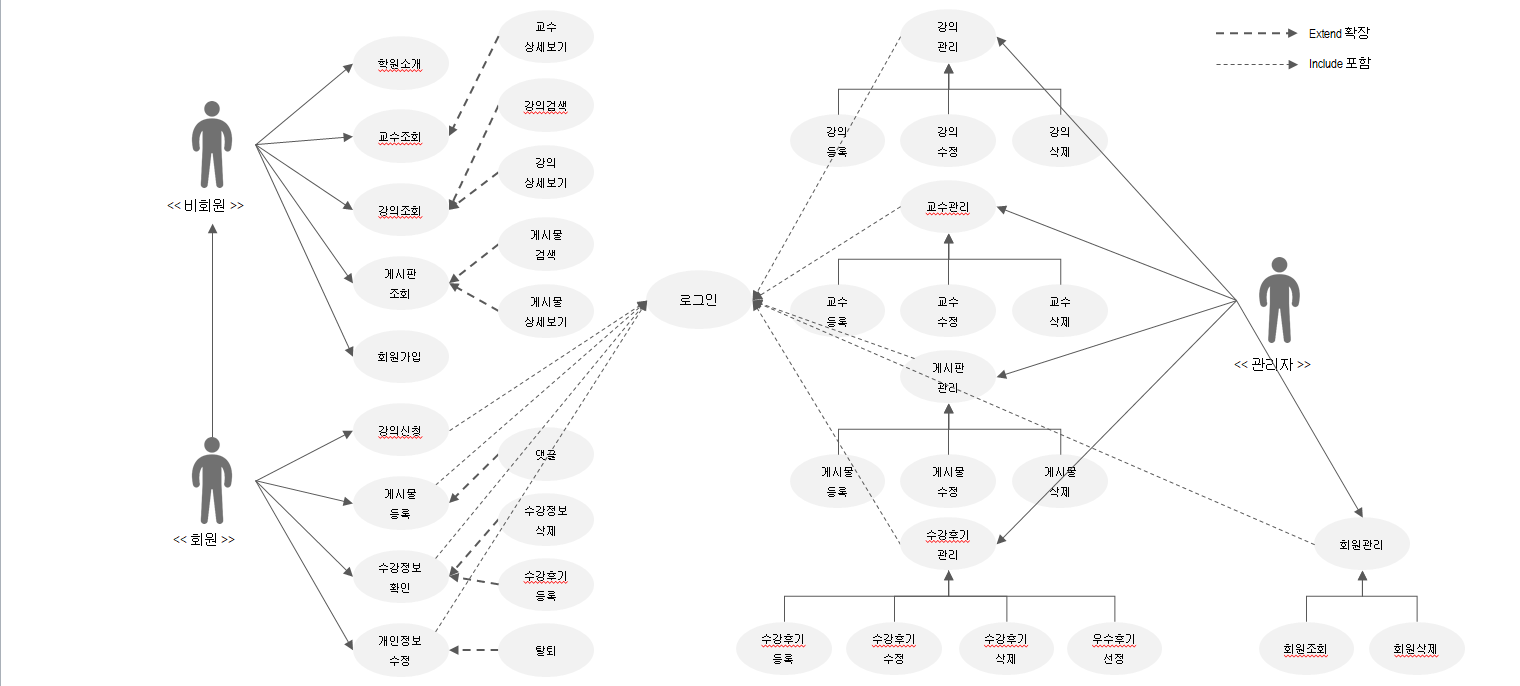 학원소개
교수조회
강의조회
게시판
조회
회원가입
<< 비회원 >>
교수
상세보기
강의검색
강의
상세보기
게시물
검색
게시물
상세보기
강의신청
게시물
등록
수강정보
확인
개인정보
수정
<< 회원 >>
댓글
수강정보
삭제
수강후기
등록
탈퇴
로그인
강의
관리
강의
등록
강의
수정
강의
삭제
교수관리
교수
등록
교수
수정
교수
삭제
게시판
관리
게시물
등록
게시물
수정
게시물
삭제
수강후기
관리
수강후기
등록
수강후기
수정
수강후기
삭제
우수후기
선정
Extend 확장
Include 포함
<< 관리자 >>
회원관리
회원조회
회원삭제